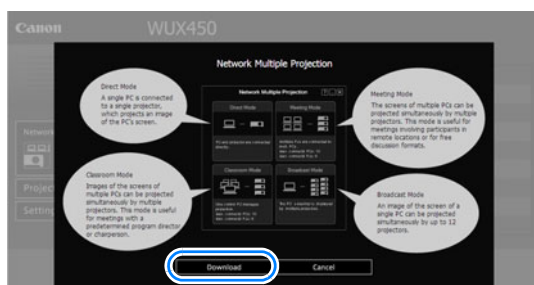 Canon WUX450
Network Multiple Projection
Direct Mode
A single PC is connected
to a single projector,
which projects an image
of the PC's screen.
Meeting Mode
The screens of multiple PCs can be
projected simultaneously by multiple
projectors. This mode is useful for
meetings involving participants in
remote locations or for free
discussion formats.
Network Multiple Projection
Direct Mode
Meeting Mode
Classroom Mode
Broadcast Mode
Classroom Mode
Images of the screens of
multiple PCs can be projected
simultaneously by multiple
projectors. This mode is useful
for meetings with a
predetermined program director
or chairperson.
Broadcast Mode
An image of the screen of a
single PC can be projected
simultaneously by up to 12
projectors.
Network
Projec
Setting
Download
Cancel